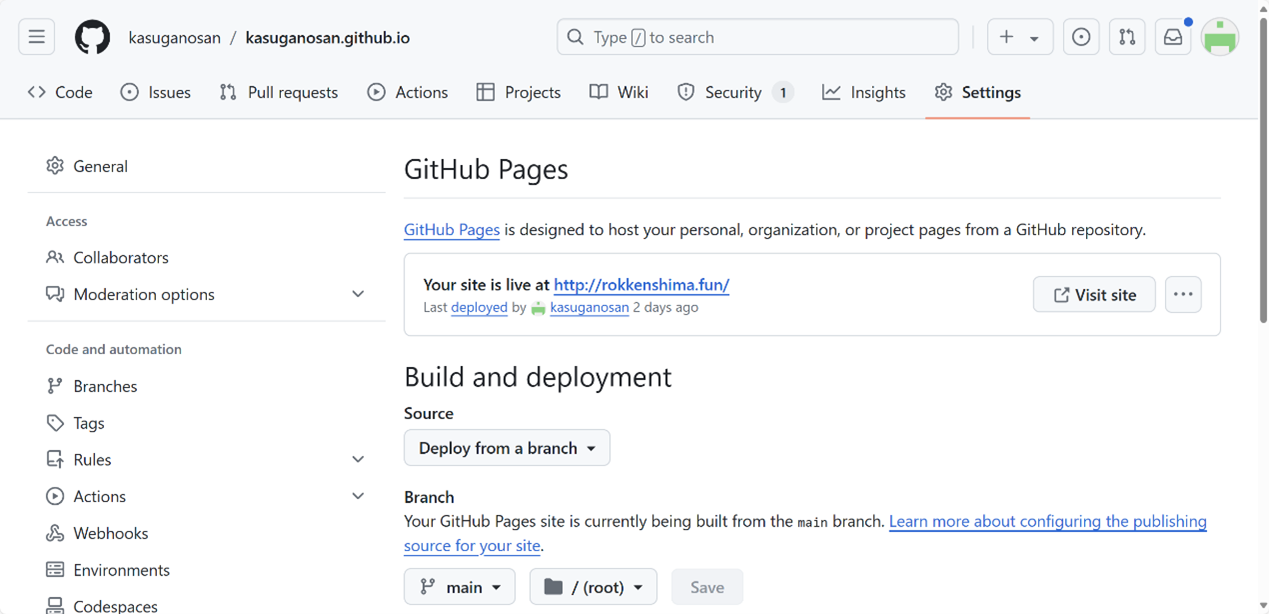 kasuganosan / kasuganosan.github.io
Type / to search
Code Issues Pull requests Actions Projects Wiki Security 1 Insights Settings
General
Access
Collaborators
Moderation options
Code and automation
Branches
Tags
Rules
Actions
Webhooks
Environments
Codespaces
GitHub Pages
GitHub Pages is designed to host your personal, organization, or project pages from a GitHub repository.
Your site is live at http://rokkenshima.fun/
Last deployed by kasuganosan 2 days ago
Visit site
Build and deployment
Source
Deploy from a branch
Branch
Your GitHub Pages site is currently being built from the main branch. Learn more about configuring the publishing
source for your site.
main
/ (root)
Save